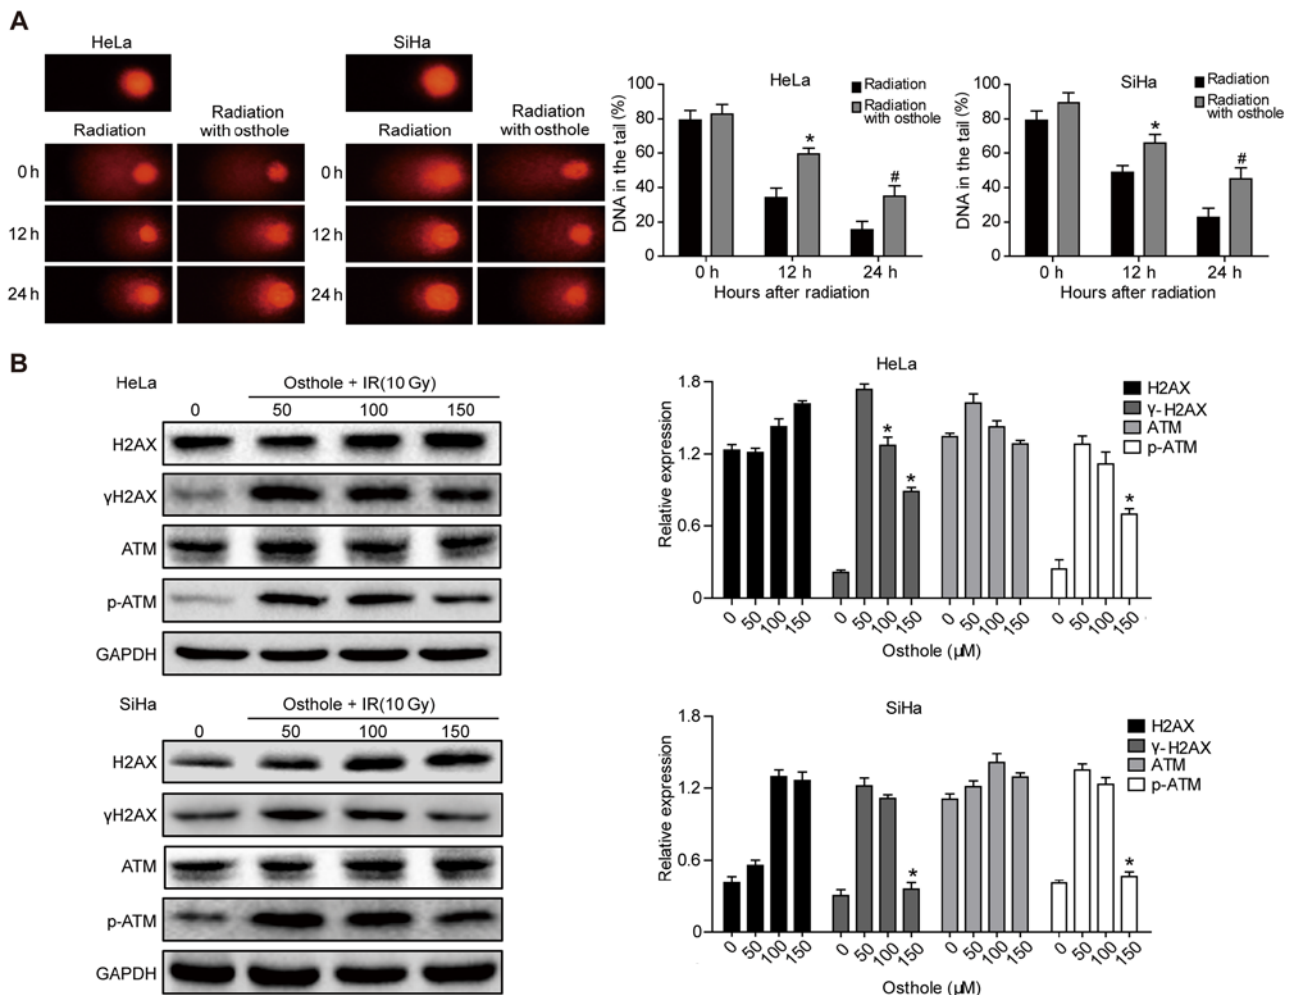 A
HeLa
SiHa
Radiation
Radiation
with osthole
Radiation
Radiation
with osthole
0 h
12 h
24 h
0 h
12 h
24 h
HeLa
Radiation
Radiation
with osthole
DNA in the tail (%)
100
80
60
40
20
0
*
#
0 h 12 h 24 h
Hours after radiation
SiHa
Radiation
Radiation
with osthole
DNA in the tail (%)
100
80
60
40
20
0
*
#
0 h 12 h 24 h
Hours after radiation
B
HeLa Osthole + IR(10 Gy)
0 50 100 150
H2AX
γH2AX
ATM
p-ATM
GAPDH
HeLa
H2AX
γ-H2AX
ATM
p-ATM
Relative expression
1.8
1.2
0.6
0
* * *
0 50 100 150 0 50 100 150 0 50 100 150 0 50 100 150
Osthole (μM)
SiHa Osthole + IR(10 Gy)
0 50 100 150
H2AX
γH2AX
ATM
p-ATM
GAPDH
SiHa
H2AX
γ-H2AX
ATM
p-ATM
Relative expression
1.8
1.2
0.6
0
* *
0 50 100 150 0 50 100 150 0 50 100 150 0 50 100 150
Osthole (μM)